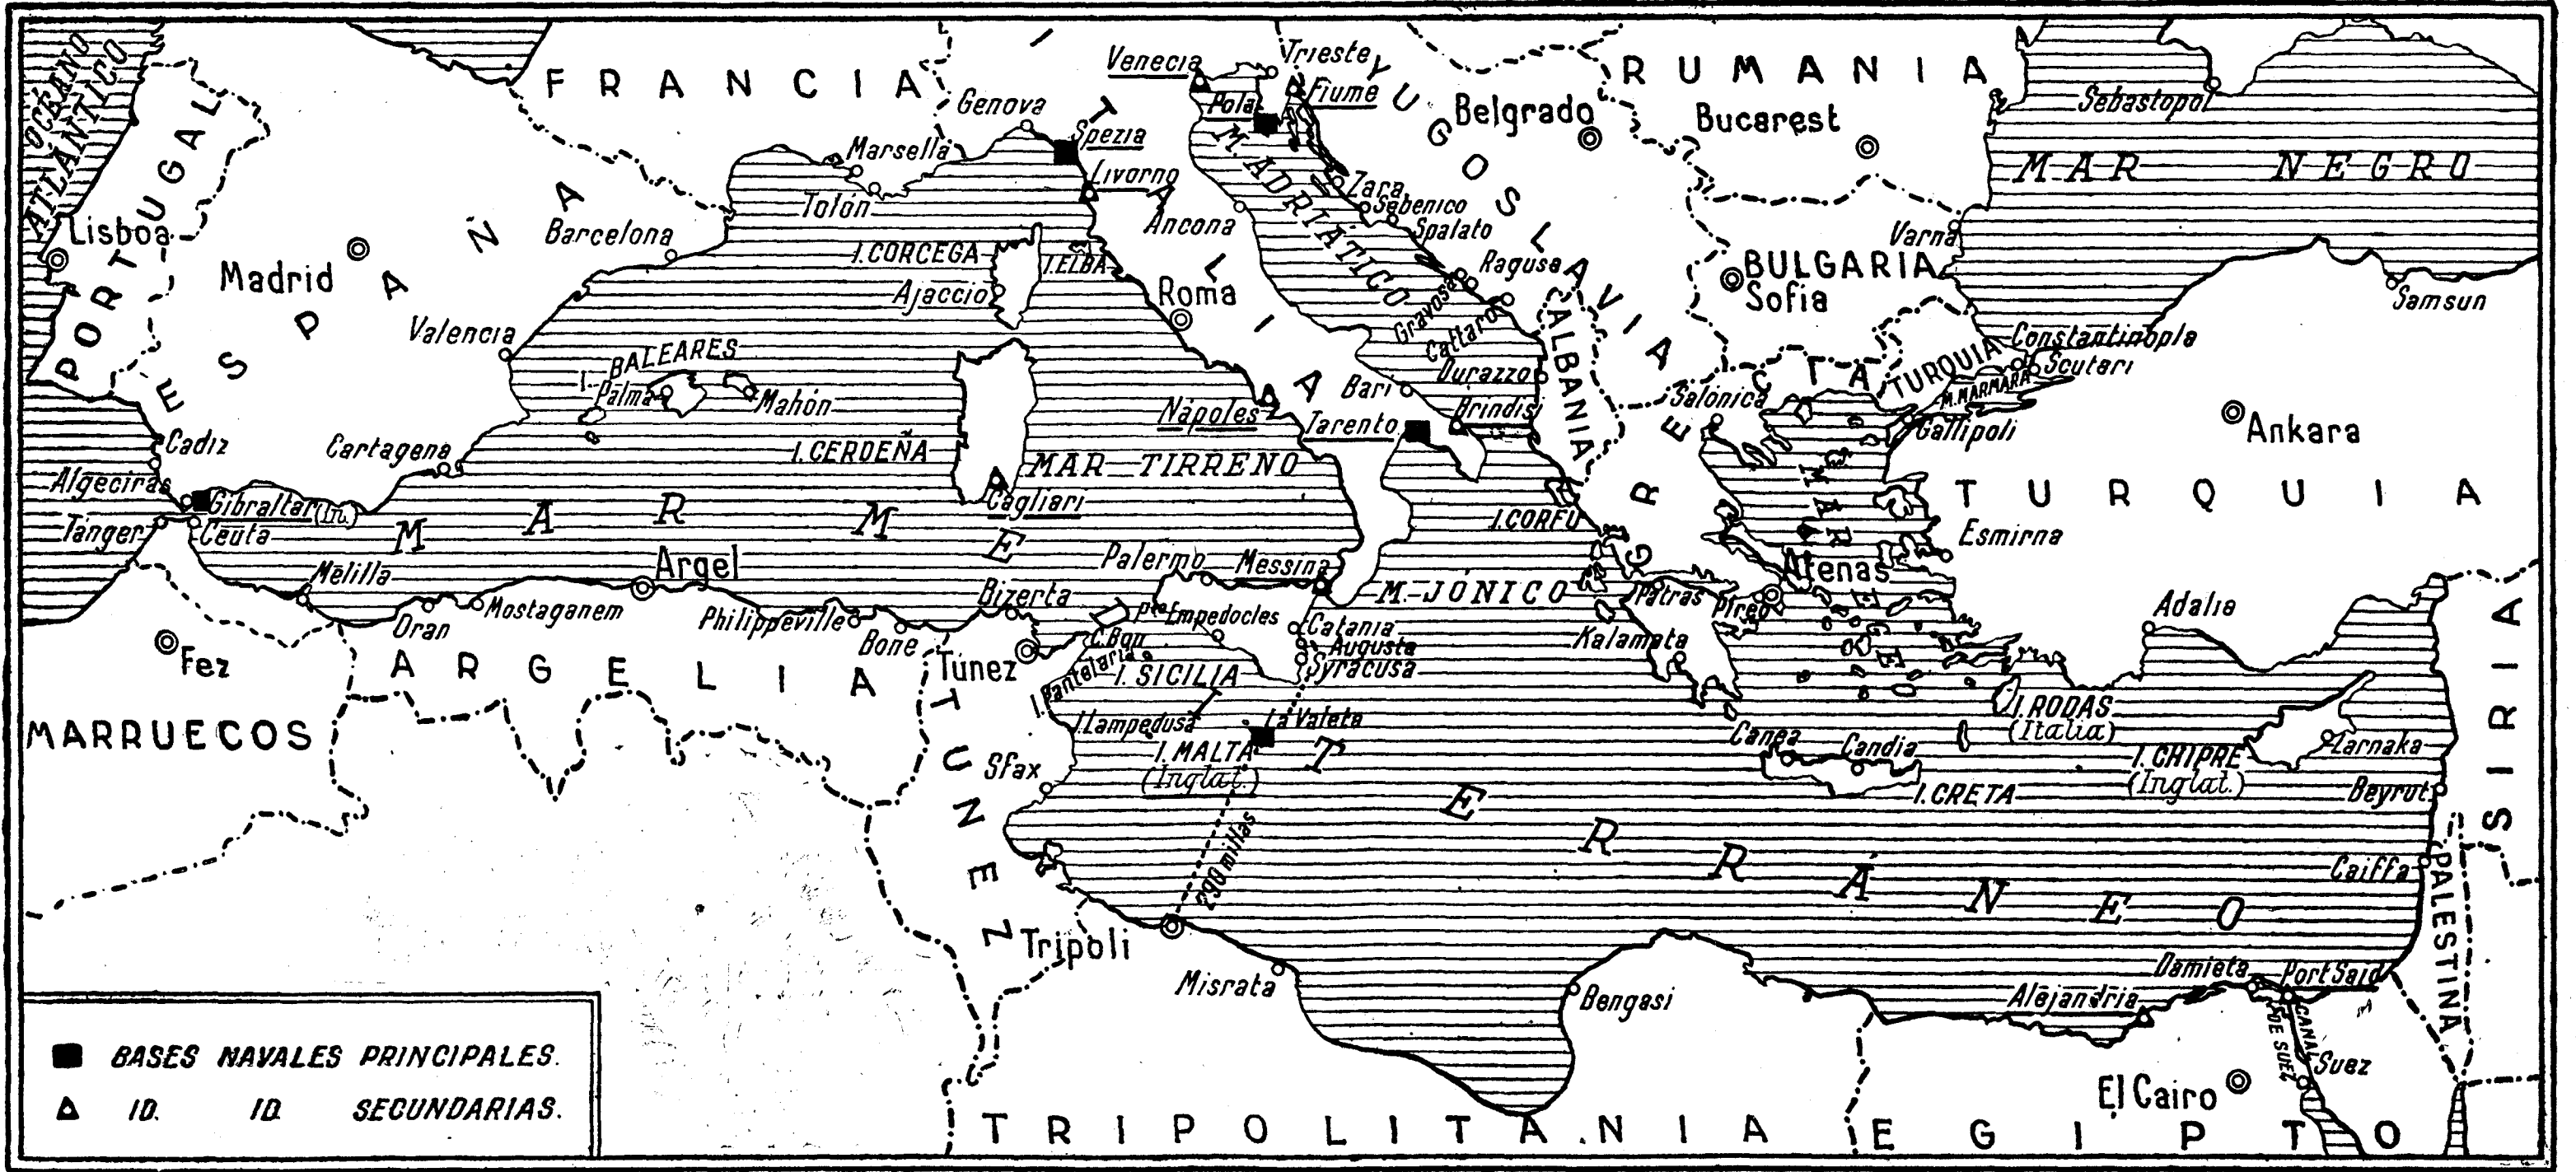 OCÉANO
ATLÁNTICO
FRANCIA
PORTUGAL
ESPAÑA
ITALIA
YUGOSLAVIA
RUMANIA
BULGARIA
ALBANIA
GRECIA
TURQUIA
TURQUIA
SIRIA
PALESTINA
EGIPTO
TRIPOLITANIA
TUNEZ
ARGELIA
MARRUECOS
MAR MEDITERRÁNEO
MAR NEGRO
M. ADRIÁTICO
MAR TIRRENO
M. JÓNICO
MAR EGEO
M. MARMARA
Lisboa
Madrid
Barcelona
Valencia
Cartagena
Cadiz
Algeciras
Gibraltar (In.)
Tánger
Ceuta
Melilla
Fez
I. BALEARES
Palma
Mahón
Marsella
Tolón
Genova
Spezia
Livorno
I. CORCEGA
Ajaccio
I. ELBA
I. CERDEÑA
Cagliari
Roma
Nápoles
Ancona
Venecia
Trieste
Pola
Fiume
Zara
Sebenico
Spalato
Ragusa
Gravosa
Cattaro
Durazzo
Bari
Brindisi
Tarento
Belgrado
Bucarest
Sofia
Varna
Sebastopol
Samsun
Constantinopla
Scutari
Gallipoli
Salónica
Ankara
Esmirna
Adalia
I. CORFU
Atenas
Pireo
Patras
Kalamata
Canea
Candia
I. CRETA
I. RODAS
(Italia)
I. CHIPRE
(Inglat.)
Larnaka
Beyrut
Caiffa
Port Said
Damieta
Alejandria
CANAL
DE SUEZ
Suez
El Cairo
Bengasi
Misrata
Tripoli
290 millas
Sfax
Túnez
Bizerta
C. Bon
I. Pantelaria
I. Lampedusa
I. MALTA
(Inglat.)
La Valeta
I. SICILIA
Palermo
Messina
Pto Empedocles
Catania
Augusta
Syracusa
Bone
Philippeville
Argel
Mostaganem
Oran
BASES NAVALES PRINCIPALES.
ID. ID. SECUNDARIAS.